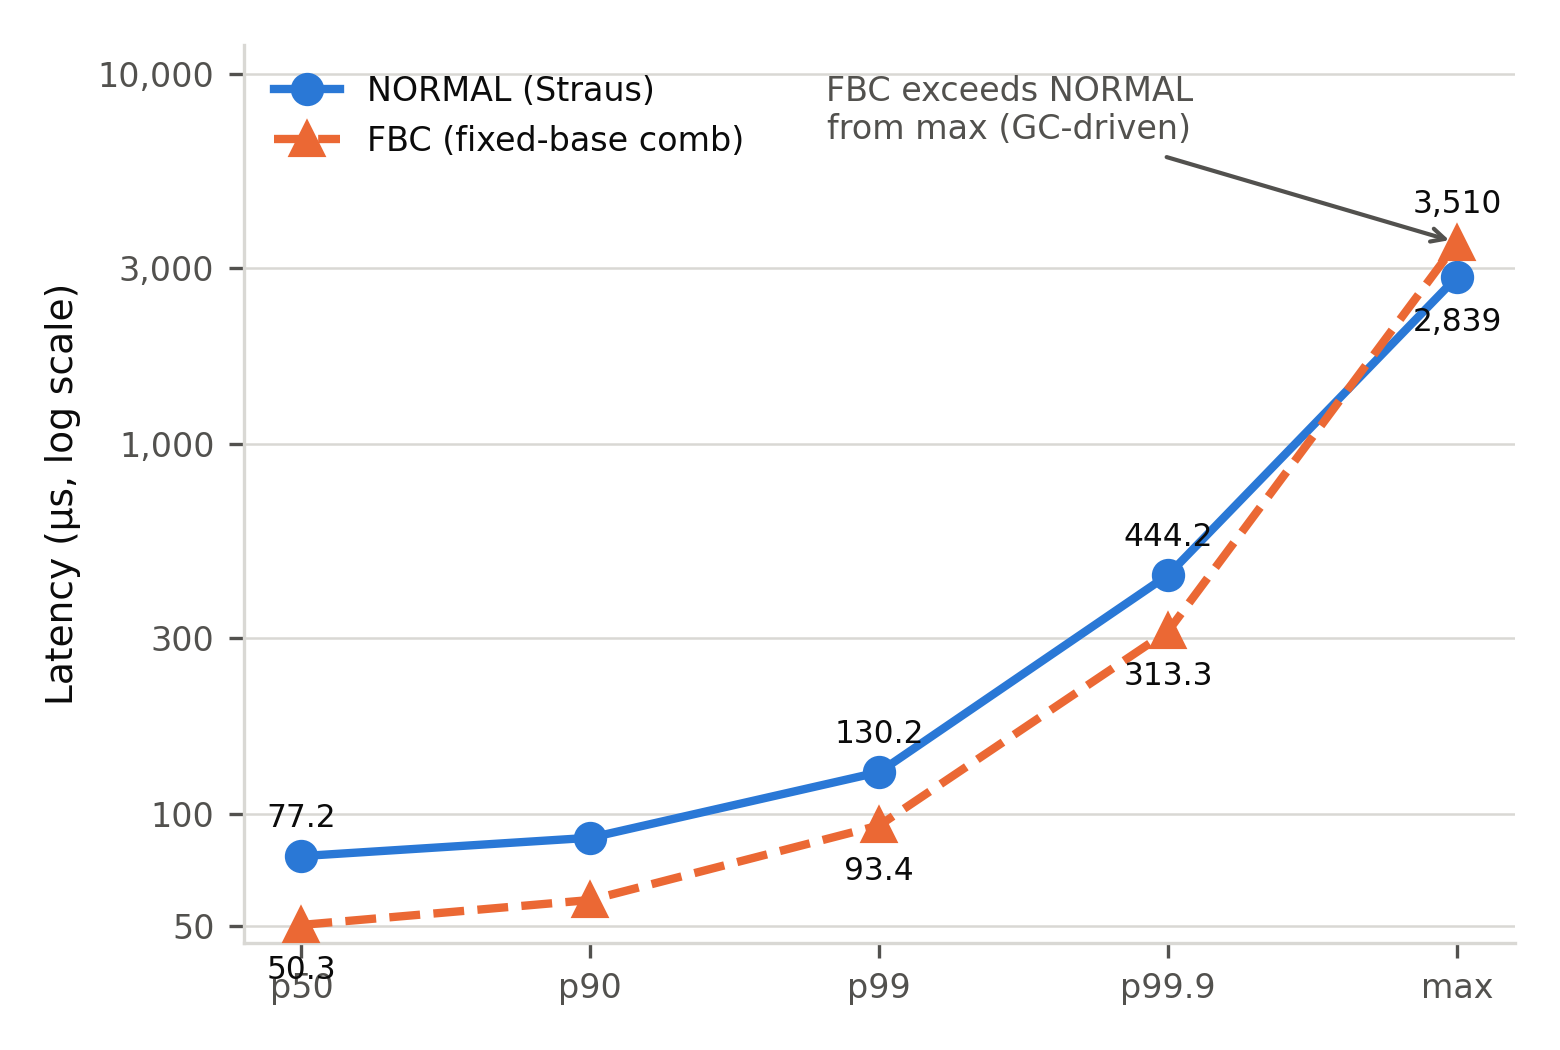 10,000
3,000
1,000
300
100
50
Latency (µs, log scale)
NORMAL (Straus)
FBC (fixed-base comb)
FBC exceeds NORMAL
from max (GC-driven)
3,510
2,839
444.2
313.3
130.2
93.4
77.2
50.3
p50
p90
p99
p99.9
max